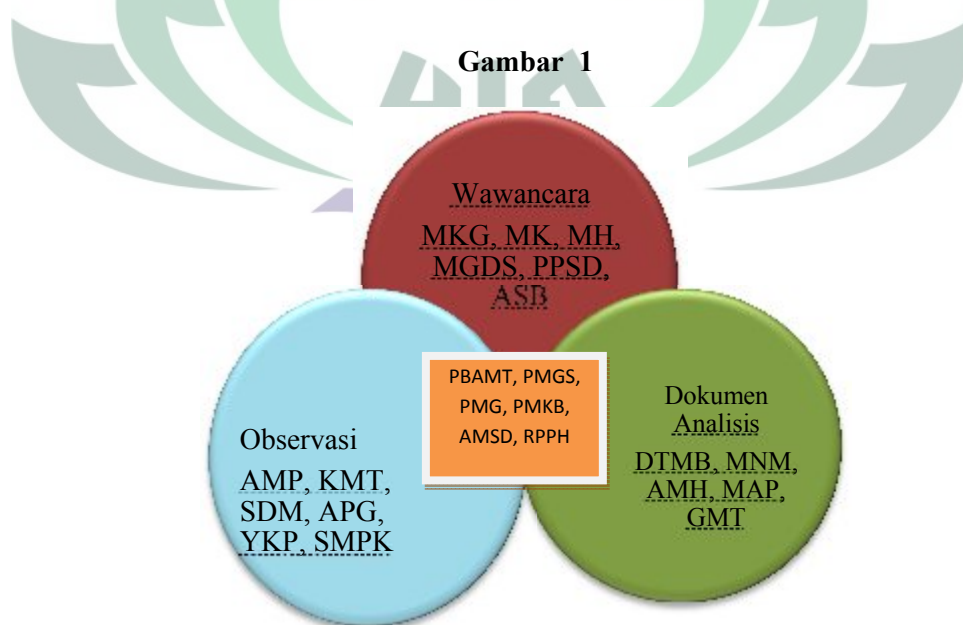 Gambar 1
Wawancara
MKG, MK, MH,
MGDS, PPSD,
ASB
PBAMT, PMGS,
PMG, PMKB,
AMSD, RPPH
Observasi
AMP, KMT,
SDM, APG,
YKP, SMPK
Dokumen
Analisis
DTMB, MNM,
AMH, MAP,
GMT